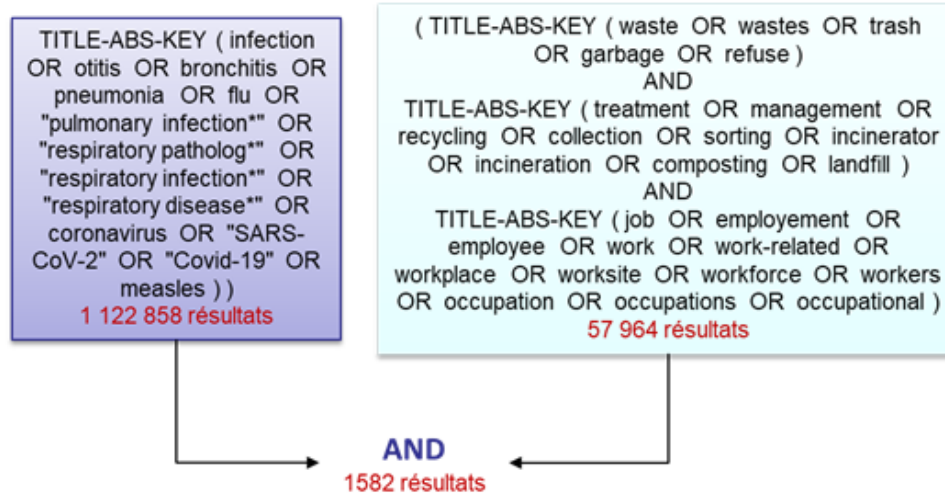 TITLE-ABS-KEY ( infection
OR otitis OR bronchitis OR
pneumonia OR flu OR
"pulmonary infection*" OR
"respiratory patholog*" OR
"respiratory infection*" OR
"respiratory disease*" OR
coronavirus OR "SARS-
CoV-2" OR "Covid-19" OR
measles ) )
1 122 858 résultats
( TITLE-ABS-KEY ( waste OR wastes OR trash
OR garbage OR refuse )
AND
TITLE-ABS-KEY ( treatment OR management OR
recycling OR collection OR sorting OR incinerator
OR incineration OR composting OR landfill )
AND
TITLE-ABS-KEY ( job OR employement OR
employee OR work OR work-related OR
workplace OR worksite OR workforce OR workers
OR occupation OR occupations OR occupational )
57 964 résultats
AND
1582 résultats